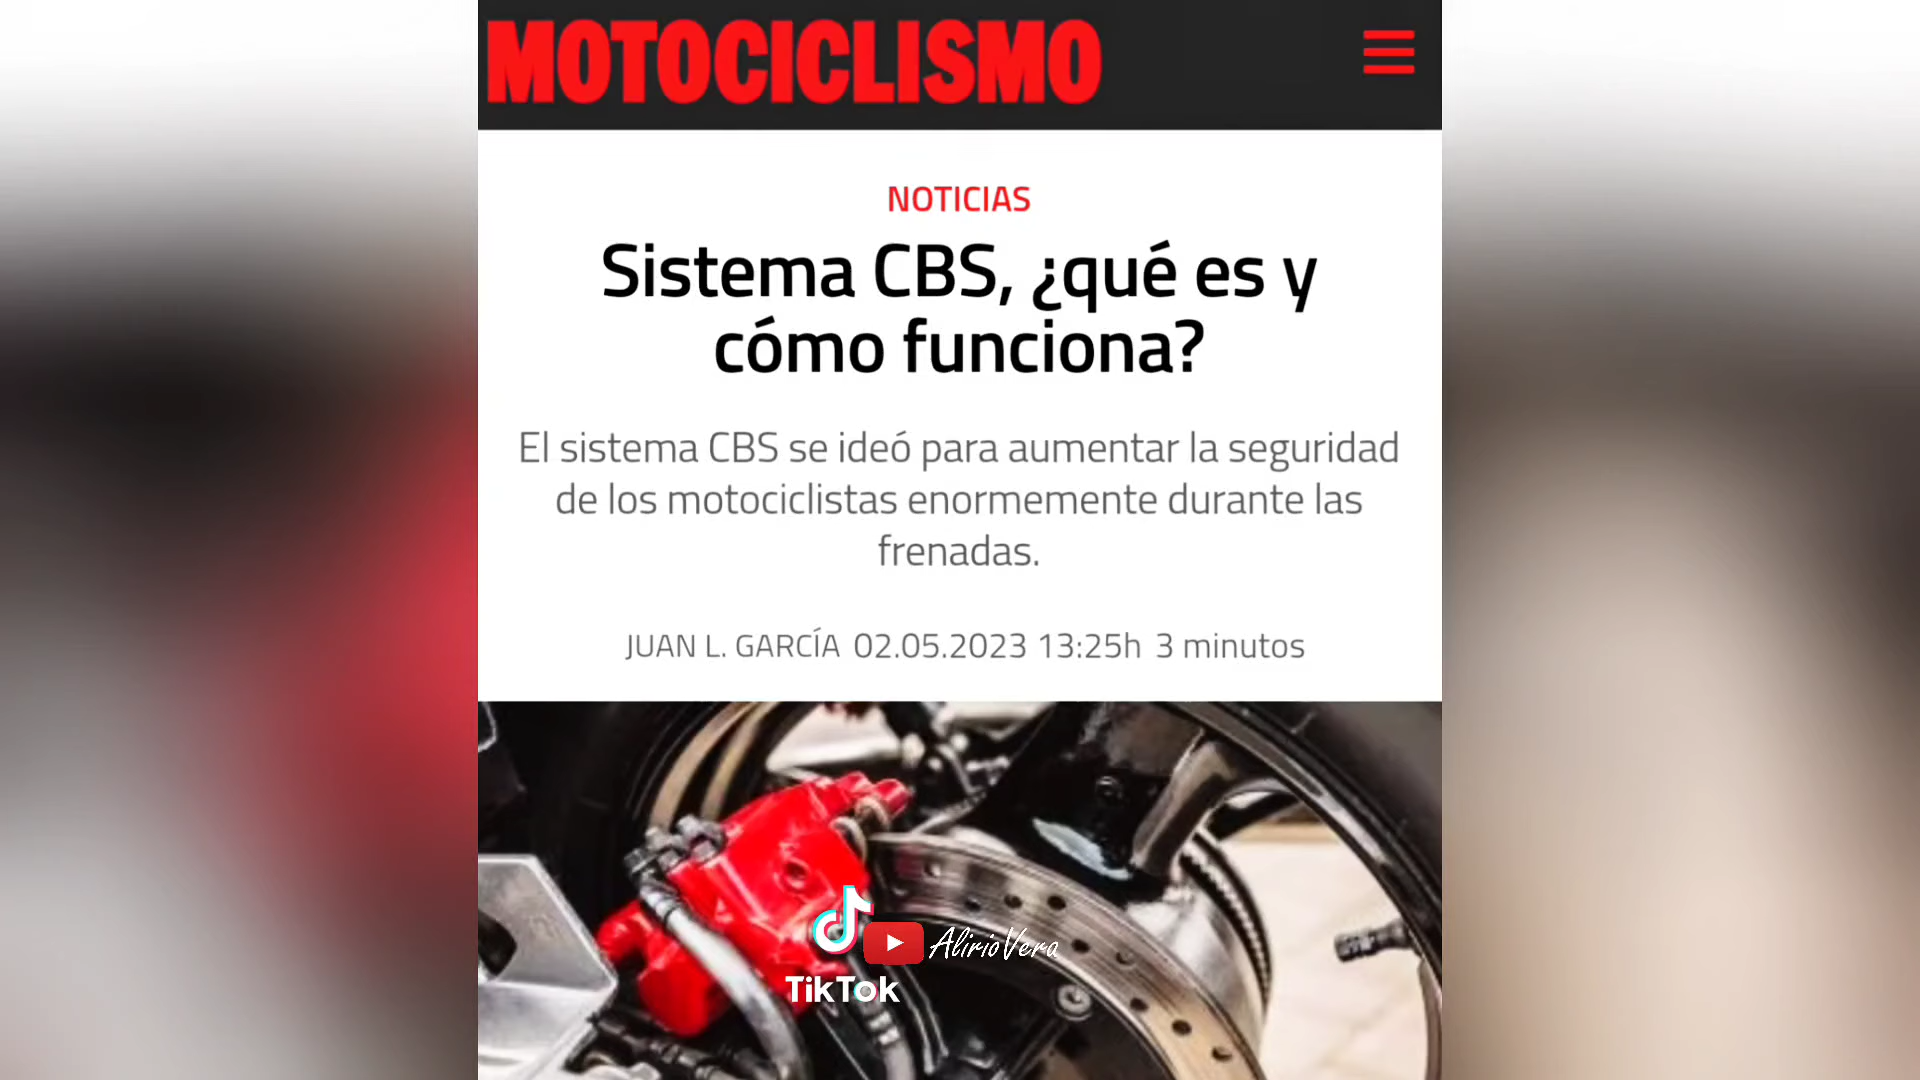 MOTOCICLISMO
NOTICIAS
Sistema CBS, ¿qué es y
cómo funciona?
El sistema CBS se ideó para aumentar la seguridad
de los motociclistas enormemente durante las
frenadas.
JUAN L. GARCÍA 02.05.2023 13:25h 3 minutos
AlirioVera
TikTok